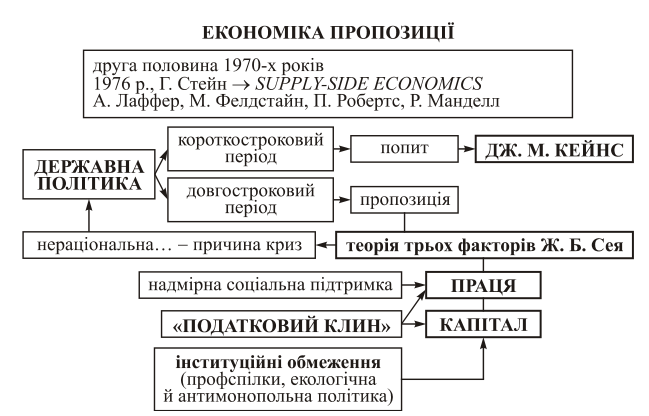 ЕКОНОМІКА ПРОПОЗИЦІЇ
друга половина 1970-х років
1976 р., Г. Стейн → SUPPLY-SIDE ECONOMICS
А. Лаффер, М. Фелдстайн, П. Робертс, Р. Манделл
ДЕРЖАВНА
ПОЛІТИКА
короткостроковий
період
попит
ДЖ. М. КЕЙНС
довгостроковий
період
пропозиція
нераціональна… – причина криз
теорія трьох факторів Ж. Б. Сея
надмірна соціальна підтримка
ПРАЦЯ
«ПОДАТКОВИЙ КЛИН»
КАПІТАЛ
інституційні обмеження
(профспілки, екологічна
й антимонопольна політика)